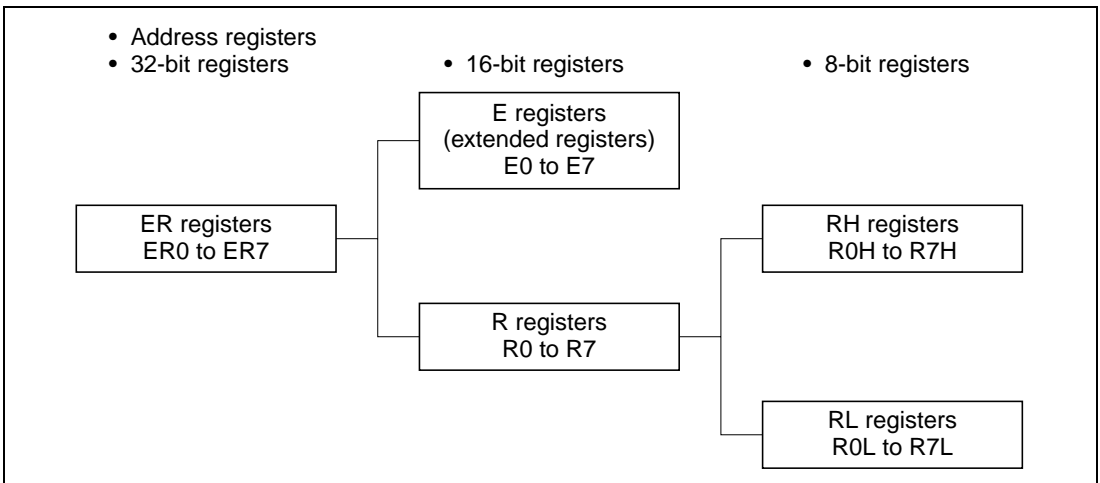 • Address registers
• 32-bit registers
• 16-bit registers
• 8-bit registers
E registers
(extended registers)
E0 to E7
ER registers
ER0 to ER7
RH registers
R0H to R7H
R registers
R0 to R7
RL registers
R0L to R7L